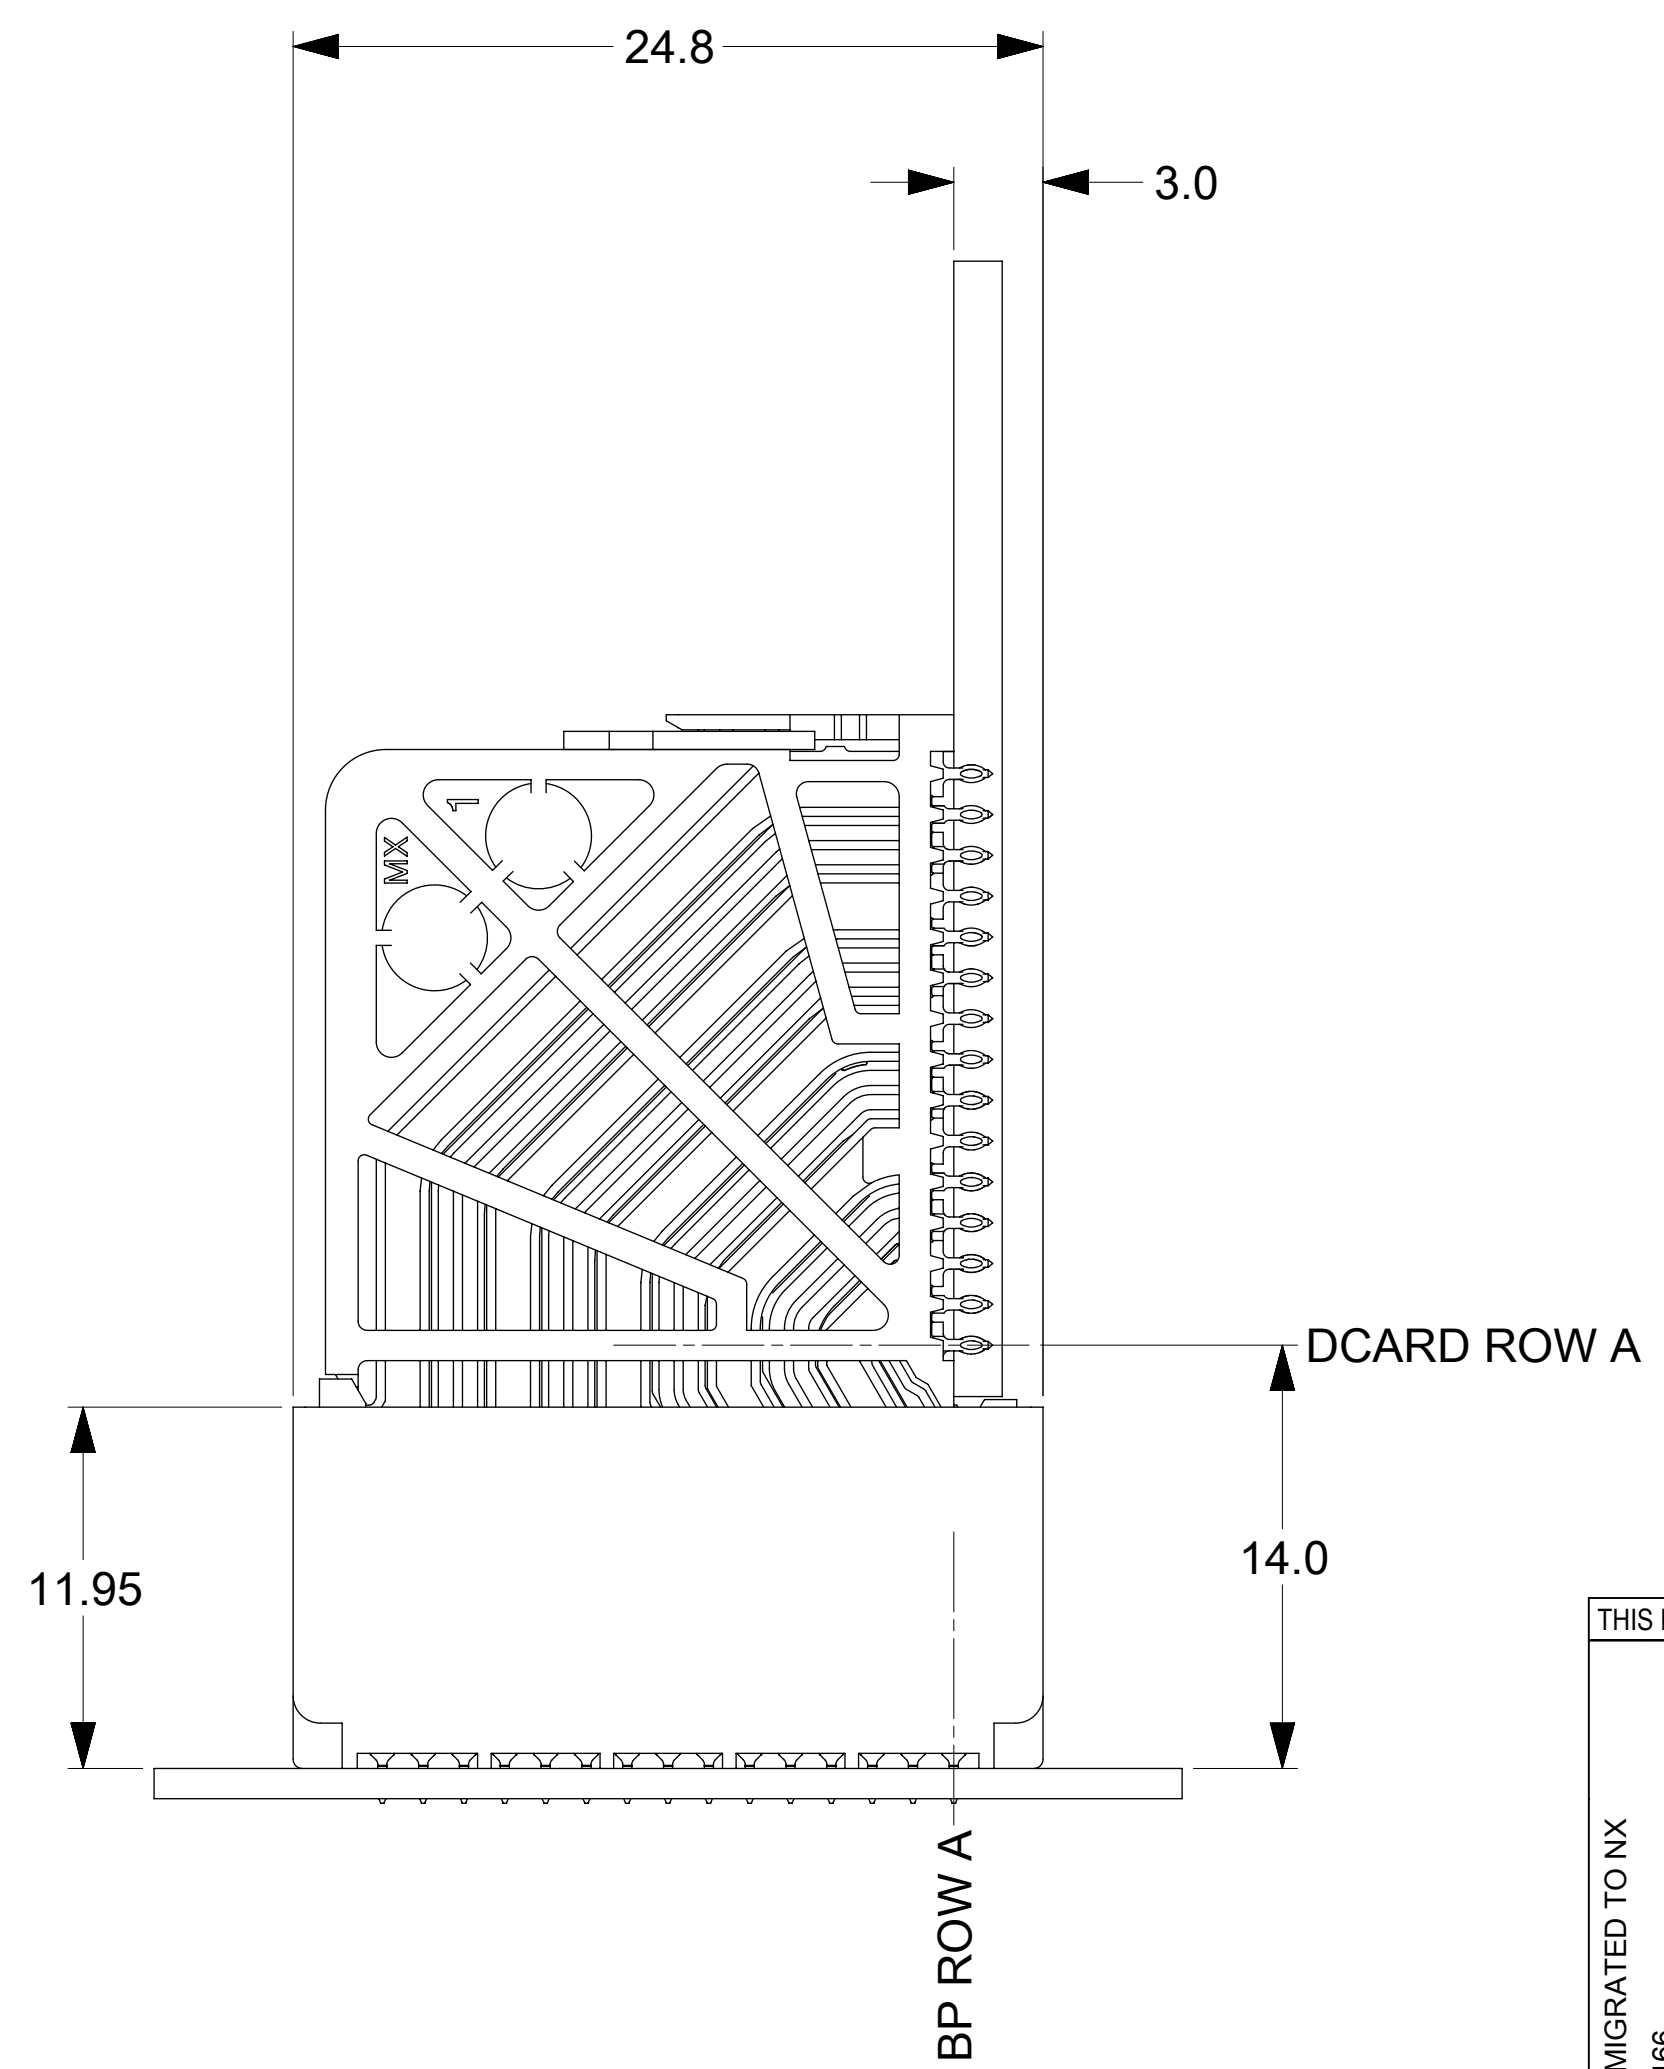 24.8
3.0
1
MX
DCARD ROW A
14.0
11.95
BP ROW A
THIS
MIGRATED TO NX